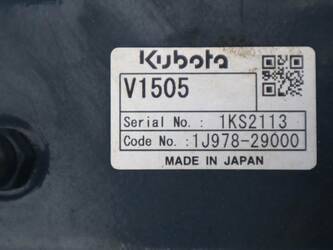 Kubota
V1505
Serial No.: 1KS2113
Code No.: 1J978-29000
MADE IN JAPAN